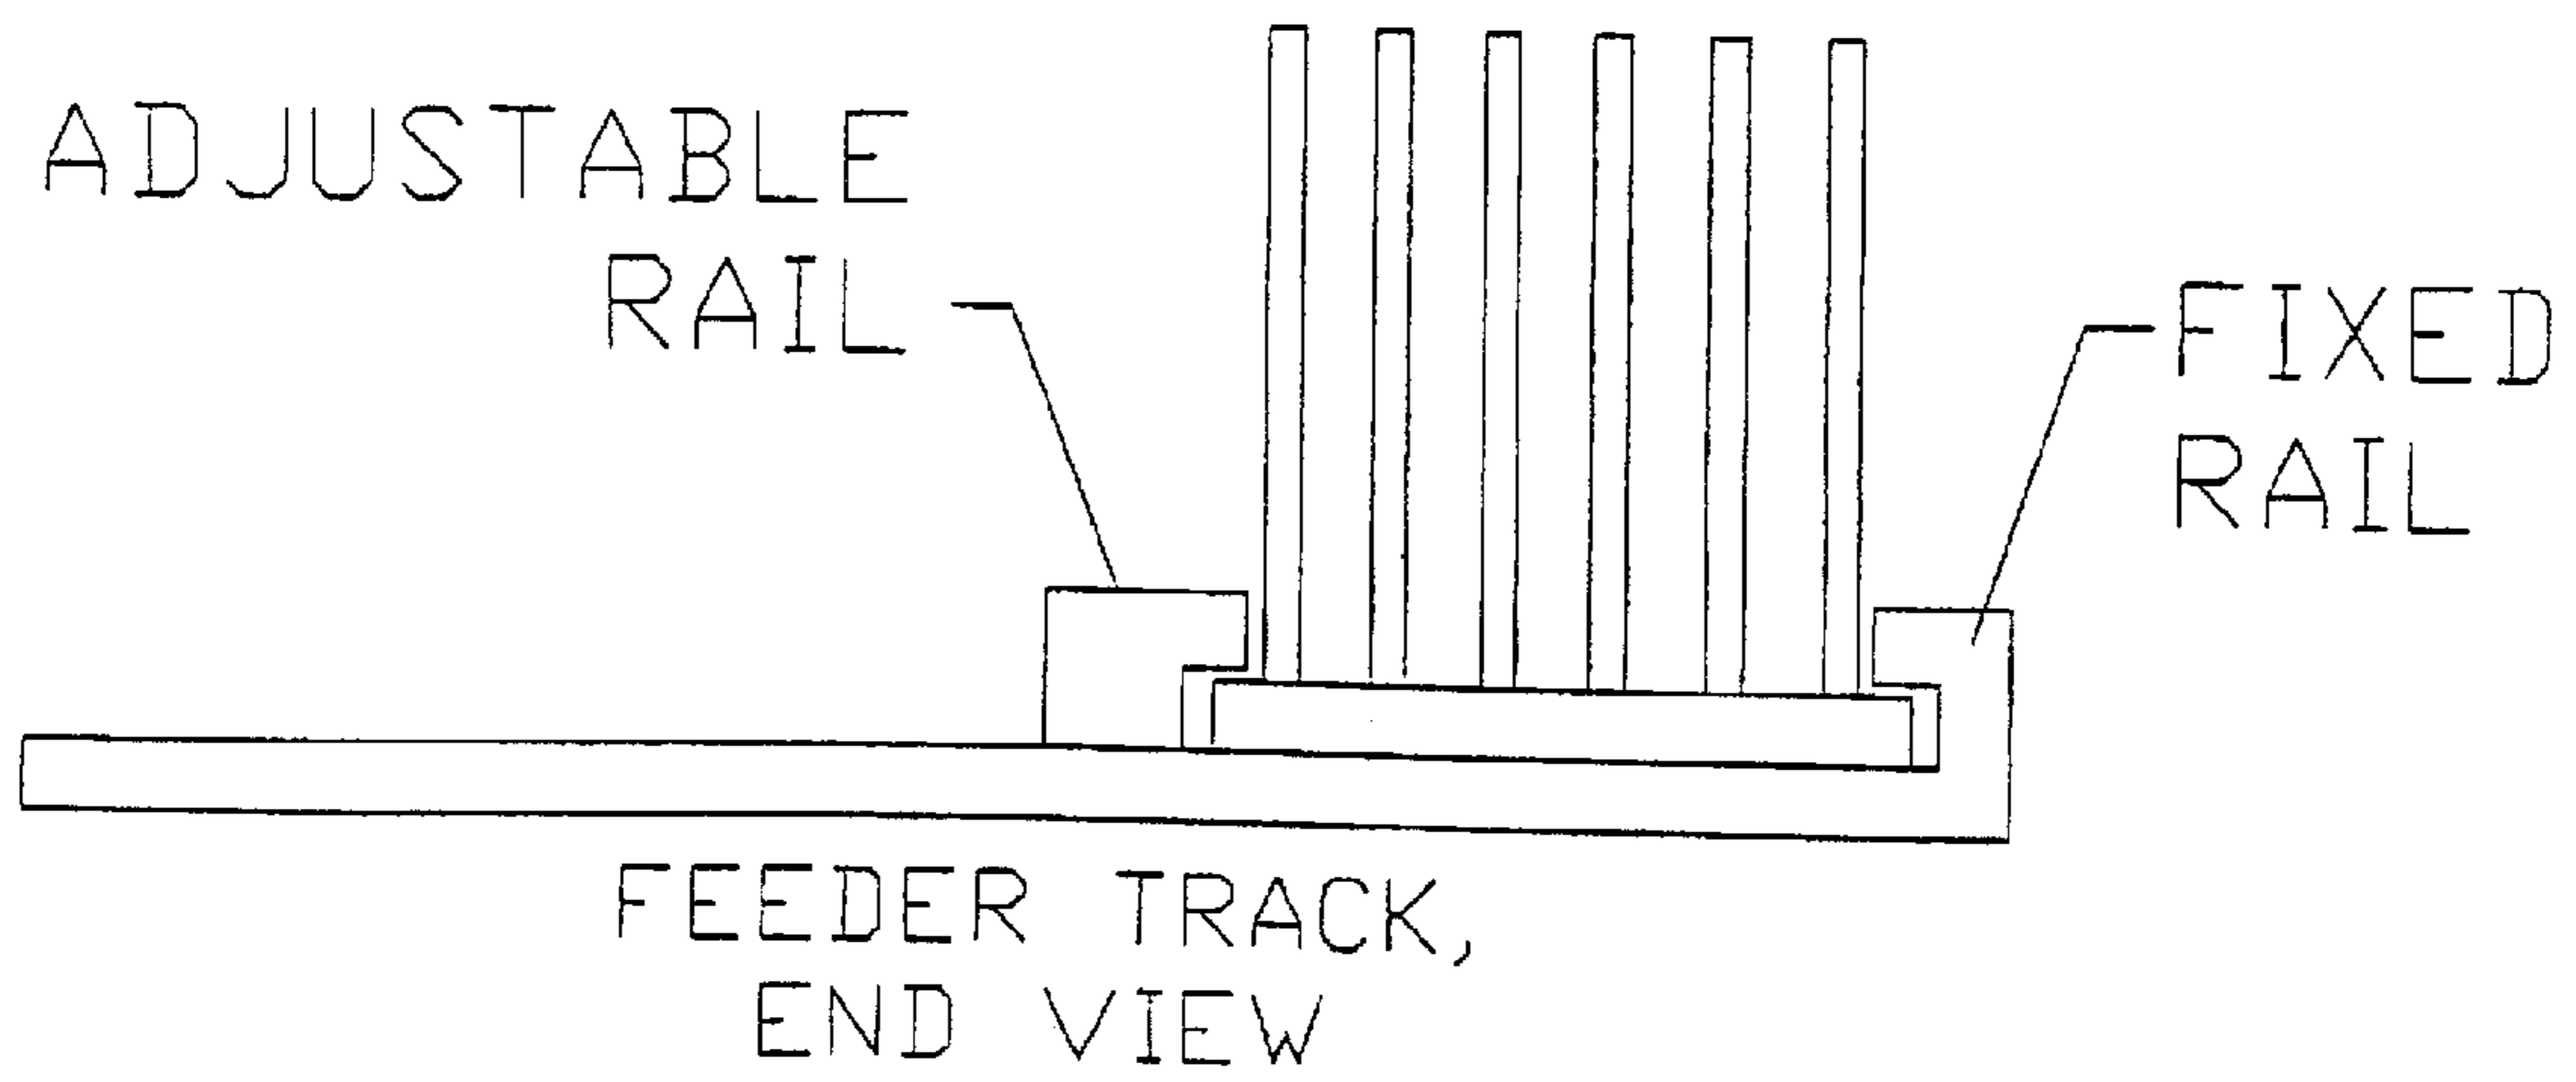 ADJUSTABLE
RAIL
FIXED
RAIL
FEEDER TRACK,
END VIEW